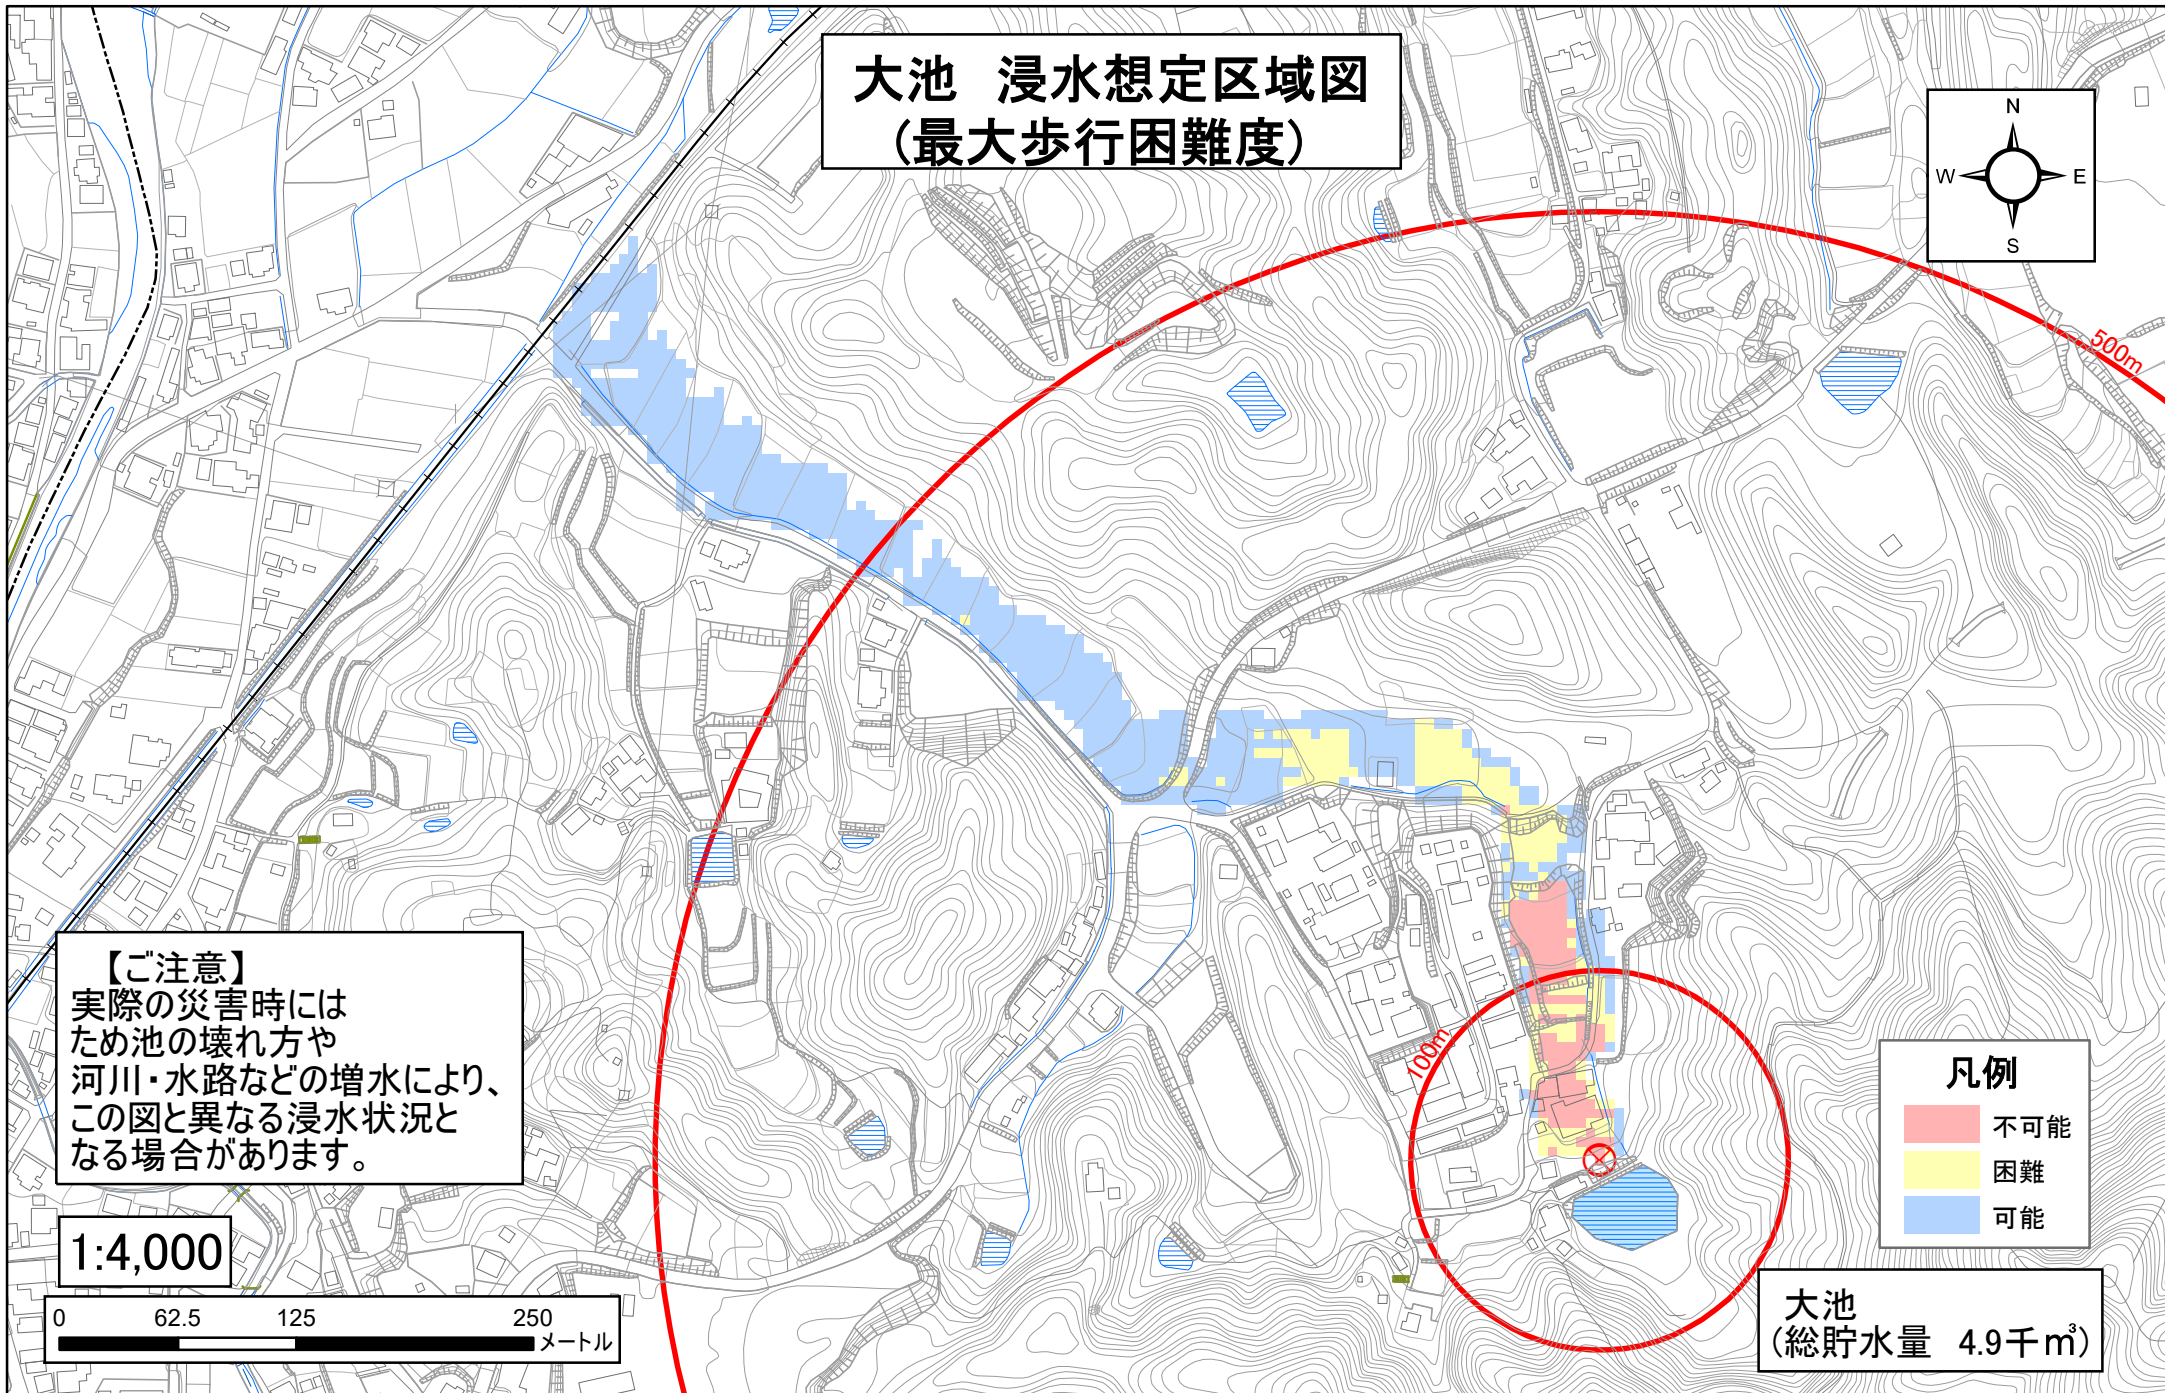 大池　浸水想定区域図
(最大歩行困難度)
N
W
E
S
500m
100m
【ご注意】
実際の災害時には
ため池の壊れ方や
河川・水路などの増水により、
この図と異なる浸水状況と
なる場合があります。
1:4,000
0 62.5 125 250
メートル
凡例
不可能
困難
可能
大池
(総貯水量　4.9千㎥)